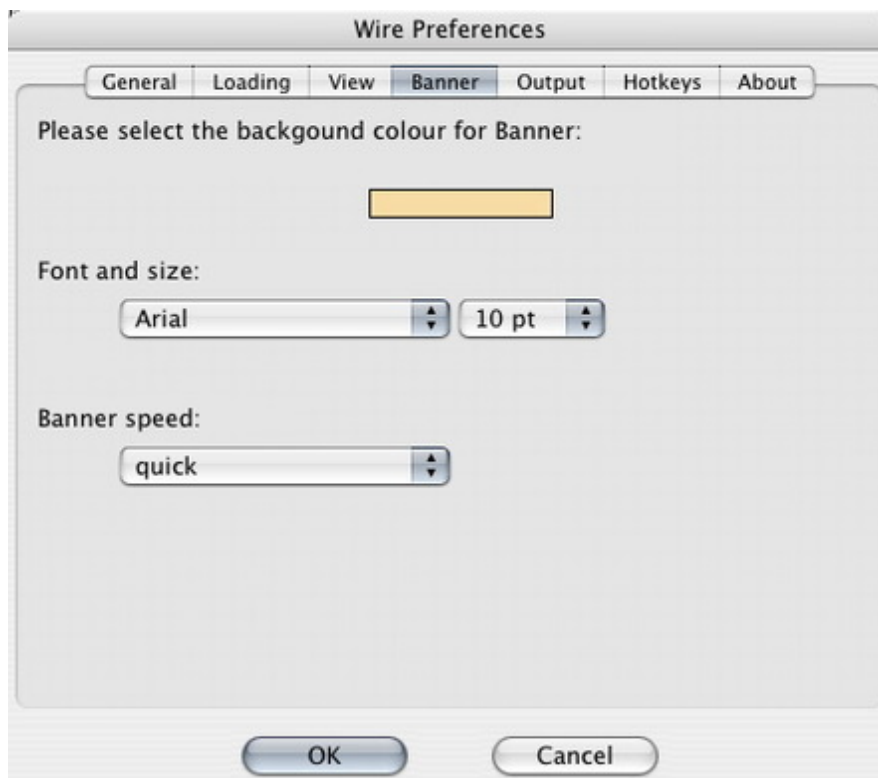 Wire Preferences
General Loading View Banner Output Hotkeys About
Please select the backgound colour for Banner:
Font and size:
Arial 10 pt
Banner speed:
quick
OK Cancel